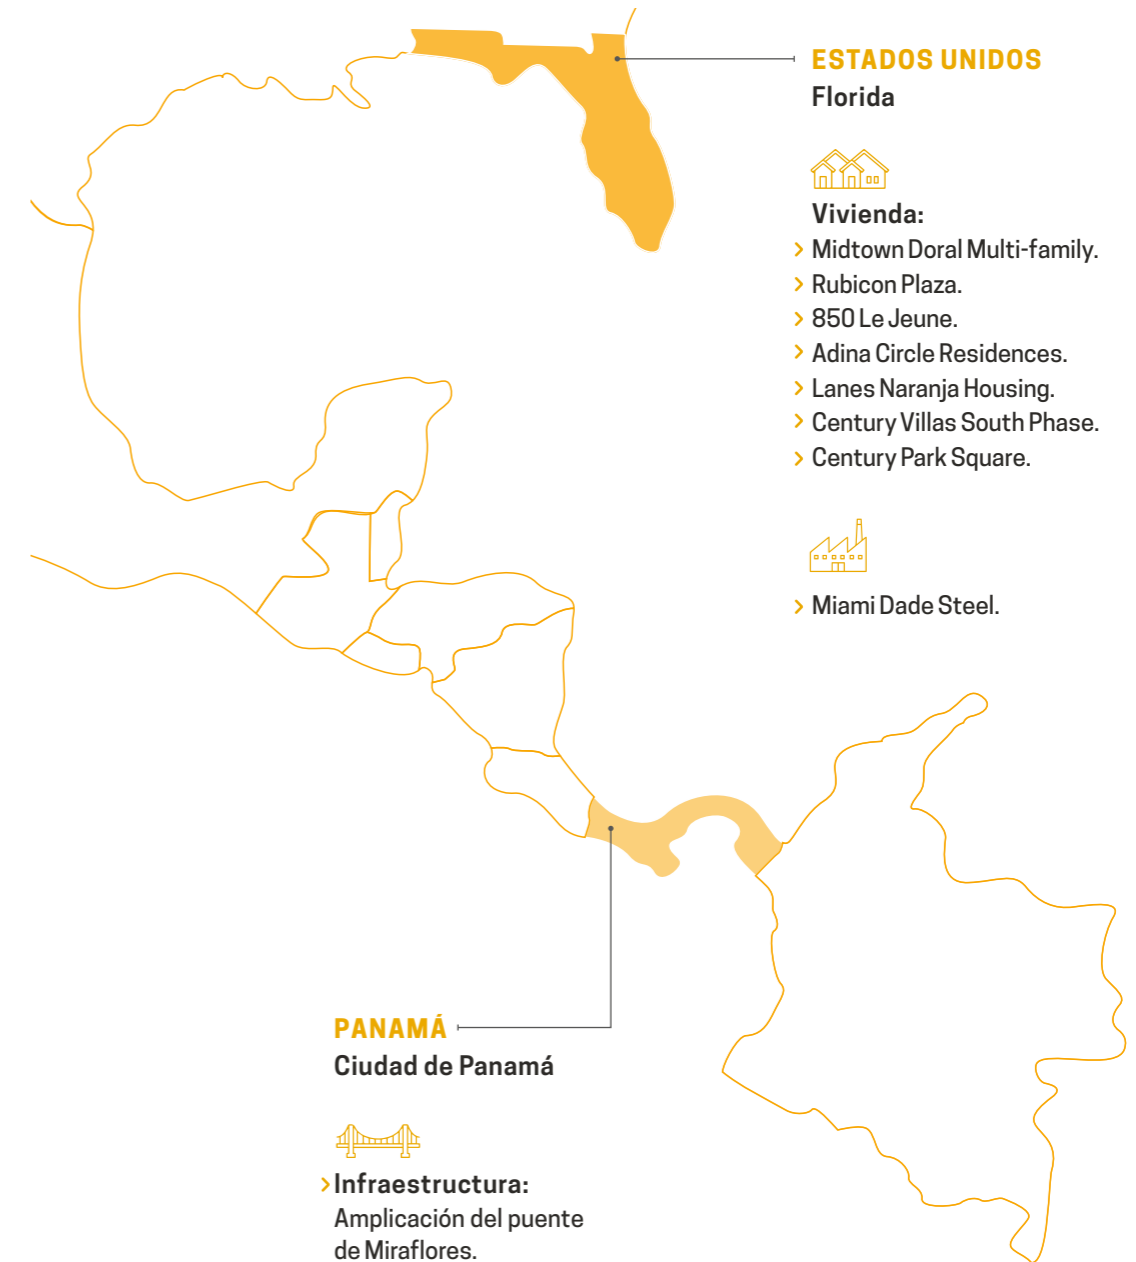 ESTADOS UNIDOS
Florida
Vivienda:
Midtown Doral Multi-family.
Rubicon Plaza.
850 Le Jeune.
Adina Circle Residences.
Lanes Naranja Housing.
Century Villas South Phase.
Century Park Square.
Miami Dade Steel.
PANAMÁ
Ciudad de Panamá
Infraestructura:
Amplicación del puente
de Miraflores.